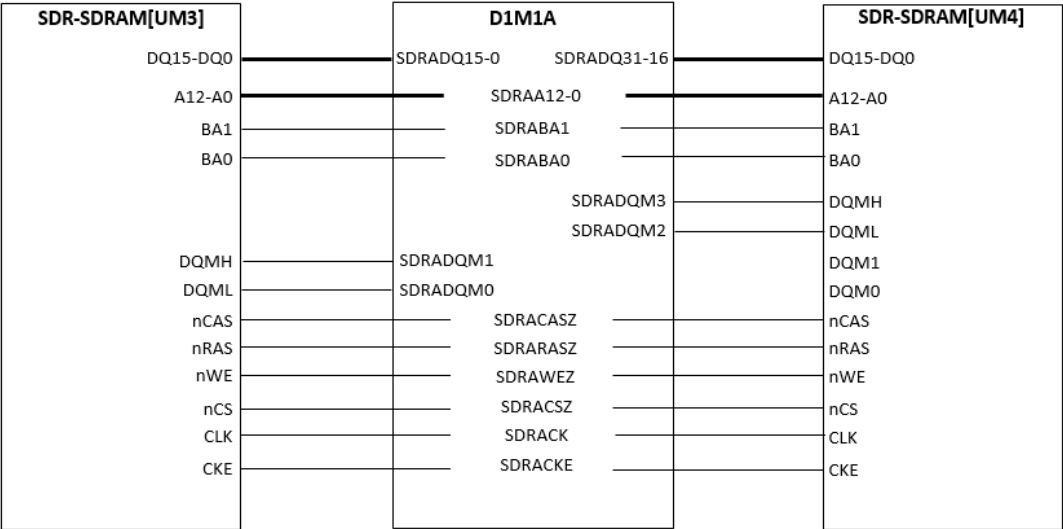 SDR-SDRAM[UM3] D1M1A SDR-SDRAM[UM4]
DQ15-DQ0 SDRADQ15-0 SDRADQ31-16 DQ15-DQ0
A12-A0 SDRAA12-0 A12-A0
BA1 SDRABA1 BA1
BA0 SDRABA0 BA0
SDRADQM3 DQMH
SDRADQM2 DQML
DQMH SDRADQM1 DQM1
DQML SDRADQM0 DQM0
nCAS SDRACASZ nCAS
nRAS SDRARASZ nRAS
nWE SDRAWEZ nWE
nCS SDRACSZ nCS
CLK SDRACK CLK
CKE SDRACKE CKE